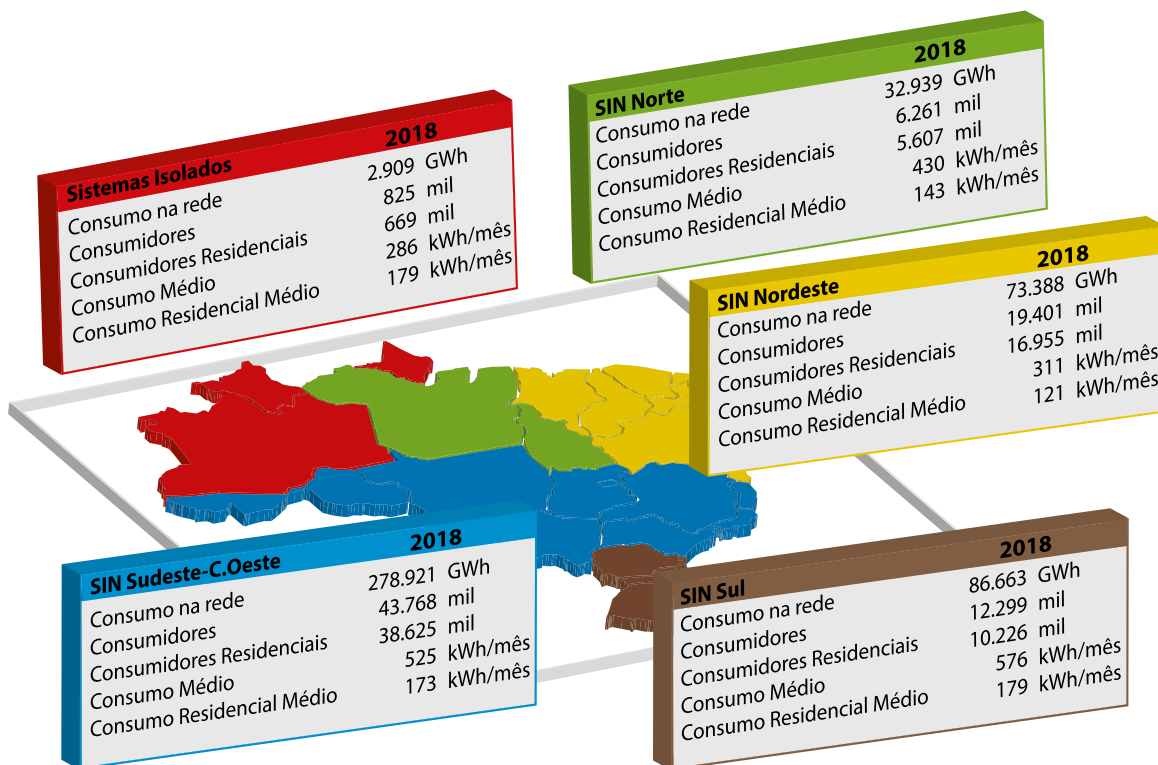 Sistemas Isolados 2018
Consumo na rede 2.909 GWh
Consumidores 825 mil
Consumidores Residenciais 669 mil
Consumo Médio 286 kWh/mês
Consumo Residencial Médio 179 kWh/mês
SIN Norte 2018
Consumo na rede 32.939 GWh
Consumidores 6.261 mil
Consumidores Residenciais 5.607 mil
Consumo Médio 430 kWh/mês
Consumo Residencial Médio 143 kWh/mês
SIN Nordeste 2018
Consumo na rede 73.388 GWh
Consumidores 19.401 mil
Consumidores Residenciais 16.955 mil
Consumo Médio 311 kWh/mês
Consumo Residencial Médio 121 kWh/mês
SIN Sudeste-C.Oeste 2018
Consumo na rede 278.921 GWh
Consumidores 43.768 mil
Consumidores Residenciais 38.625 mil
Consumo Médio 525 kWh/mês
Consumo Residencial Médio 173 kWh/mês
SIN Sul 2018
Consumo na rede 86.663 GWh
Consumidores 12.299 mil
Consumidores Residenciais 10.226 mil
Consumo Médio 576 kWh/mês
Consumo Residencial Médio 179 kWh/mês